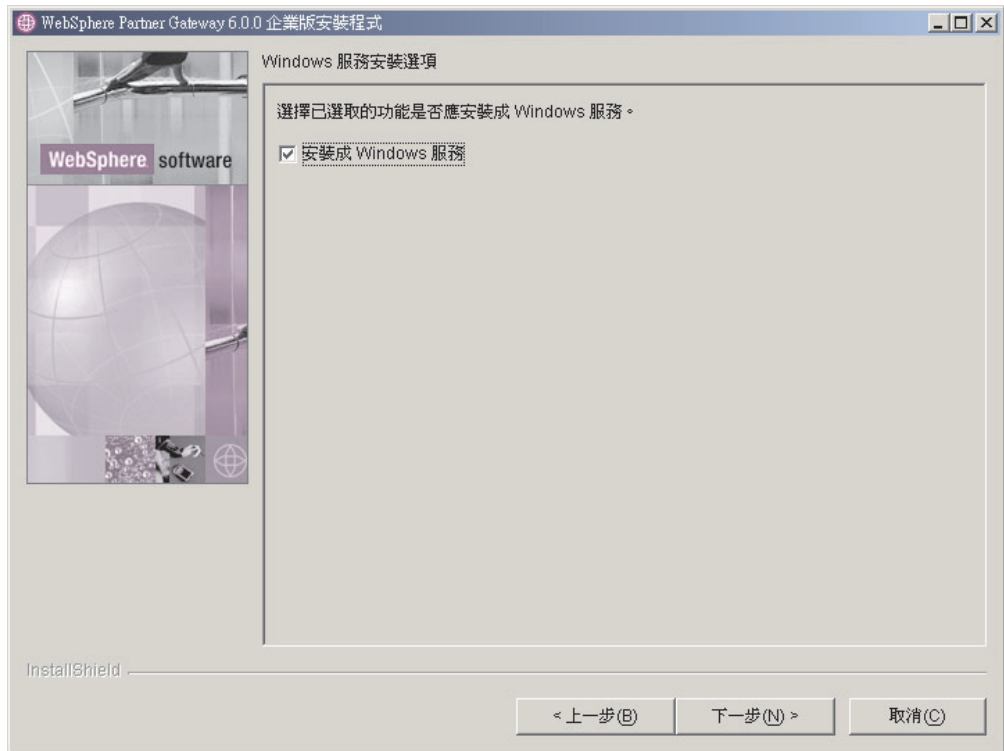 WebSphere Partner Gateway 6.0.0 企業版安裝程式
WebSphere software
Windows 服務安裝選項
選擇已選取的功能是否應安裝成 Windows 服務。
安裝成 Windows 服務
InstallShield
< 上一步(B)
下一步(N) >
取消(C)